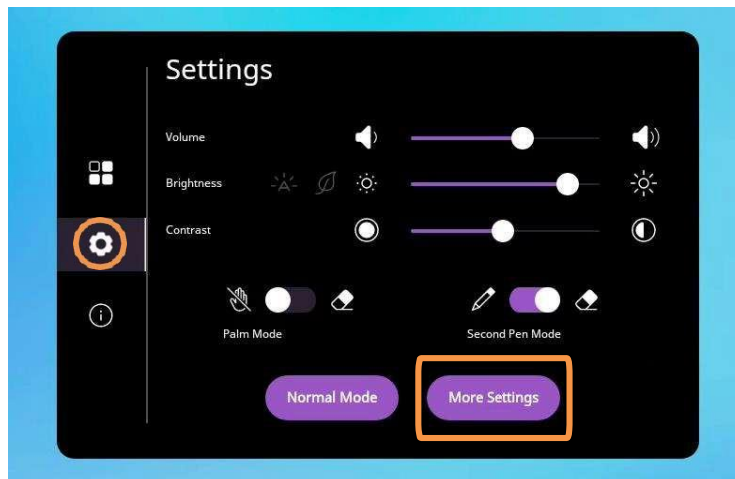 Settings
Volume
Brightness
Contrast
Palm Mode
Second Pen Mode
Normal Mode
More Settings